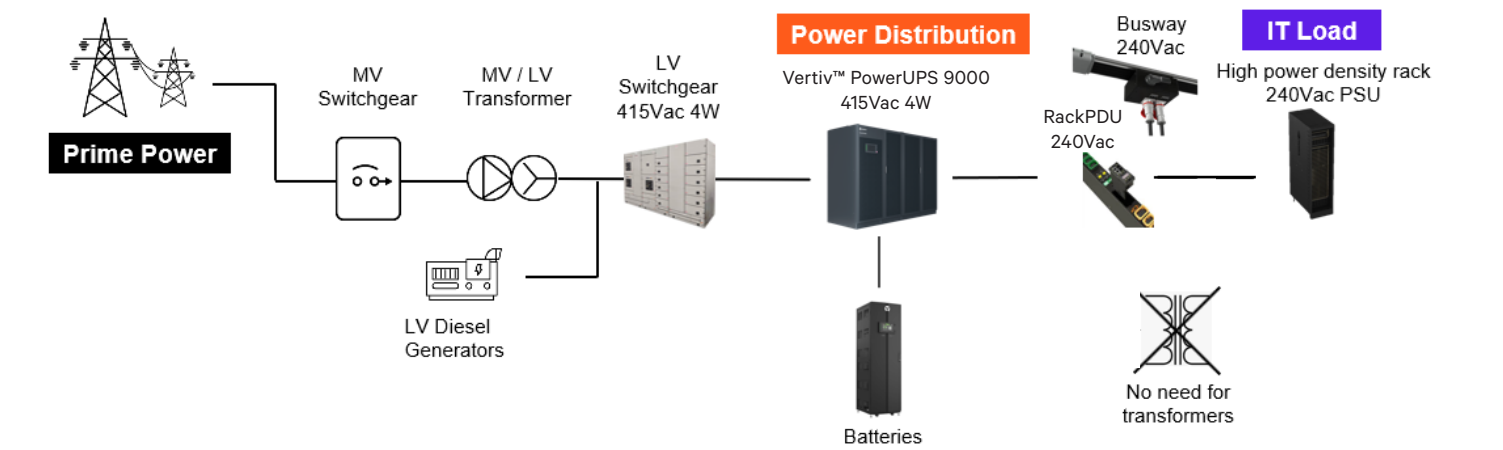 Prime Power
MV
Switchgear
MV / LV
Transformer
LV Diesel
Generators
LV
Switchgear
415Vac 4W
Power Distribution
Vertiv™ PowerUPS 9000
415Vac 4W
Batteries
Busway
240Vac
RackPDU
240Vac
IT Load
High power density rack
240Vac PSU
No need for
transformers